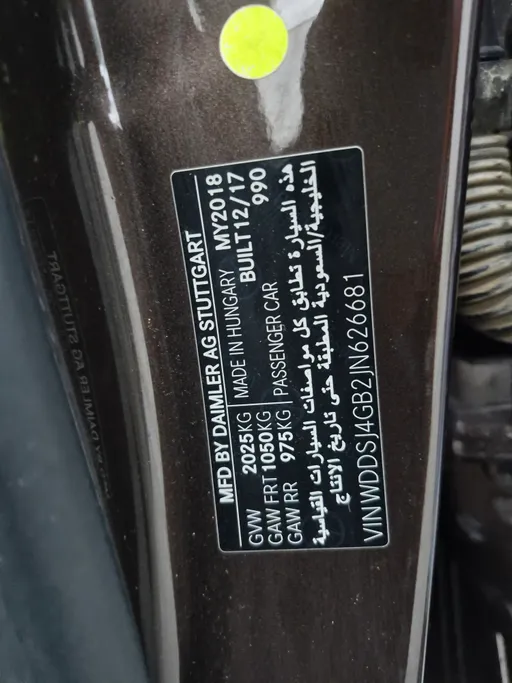 MFD BY DAIMLER AG STUTTGART
GVW 2025KG MADE IN HUNGARY MY2018
GAW FRT 1050KG BUILT 12/17
GAW RR 975KG PASSENGER CAR 990
هذه السيارة تطابق كل مواصفات السيارات القياسية
الخليجية/السعودية المطبقة حتى تاريخ الانتاج
VINWDDSJ4GB2JN626681